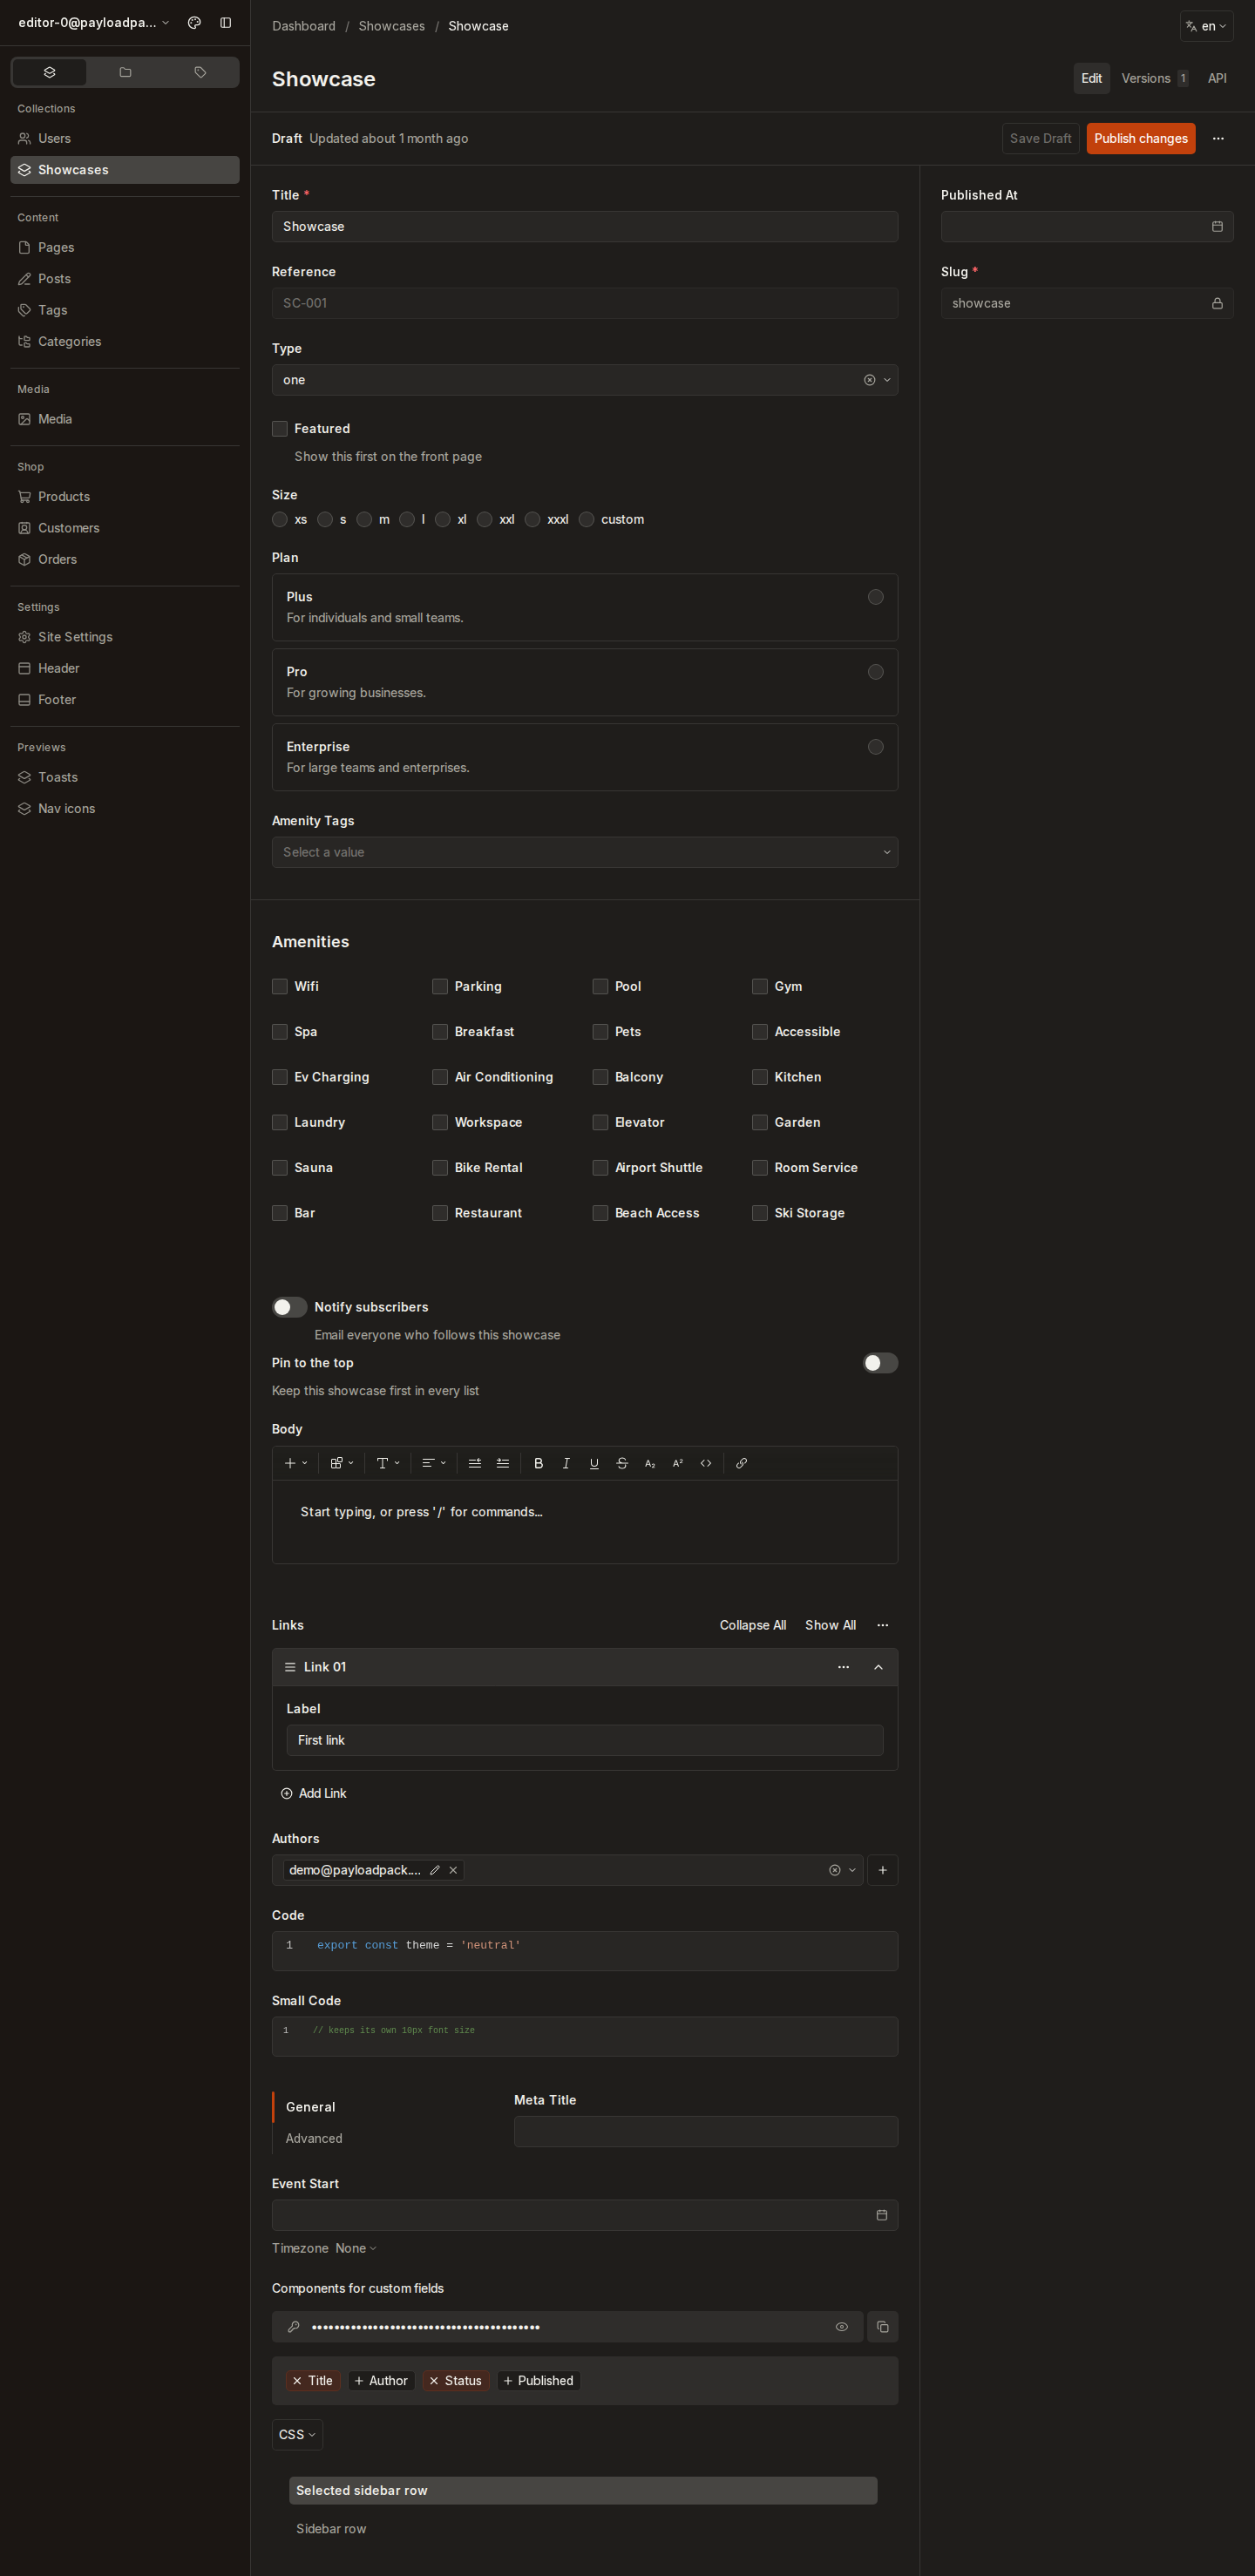 editor-0@payloadpa...
Collections
Users
Showcases
Content
Pages
Posts
Tags
Categories
Media
Media
Shop
Products
Customers
Orders
Settings
Site Settings
Header
Footer
Previews
Toasts
Nav icons
Dashboard / Showcases / Showcase
en
Showcase
Edit Versions 1 API
Draft Updated about 1 month ago
Save Draft Publish changes
Title *
Showcase
Reference
SC-001
Type
one
Featured
Show this first on the front page
Size
xs s m l xl xxl xxxl custom
Plan
Plus
For individuals and small teams.
Pro
For growing businesses.
Enterprise
For large teams and enterprises.
Amenity Tags
Select a value
Amenities
Wifi Parking Pool Gym
Spa Breakfast Pets Accessible
Ev Charging Air Conditioning Balcony Kitchen
Laundry Workspace Elevator Garden
Sauna Bike Rental Airport Shuttle Room Service
Bar Restaurant Beach Access Ski Storage
Notify subscribers
Email everyone who follows this showcase
Pin to the top
Keep this showcase first in every list
Body
Start typing, or press '/' for commands...
Links Collapse All Show All
Link 01
Label
First link
Add Link
Authors
demo@payloadpack....
Code
1 export const theme = 'neutral'
Small Code
1 // keeps its own 10px font size
General
Advanced
Meta Title
Event Start
Timezone None
Components for custom fields
Title Author Status Published
CSS
Selected sidebar row
Sidebar row
Published At
Slug *
showcase